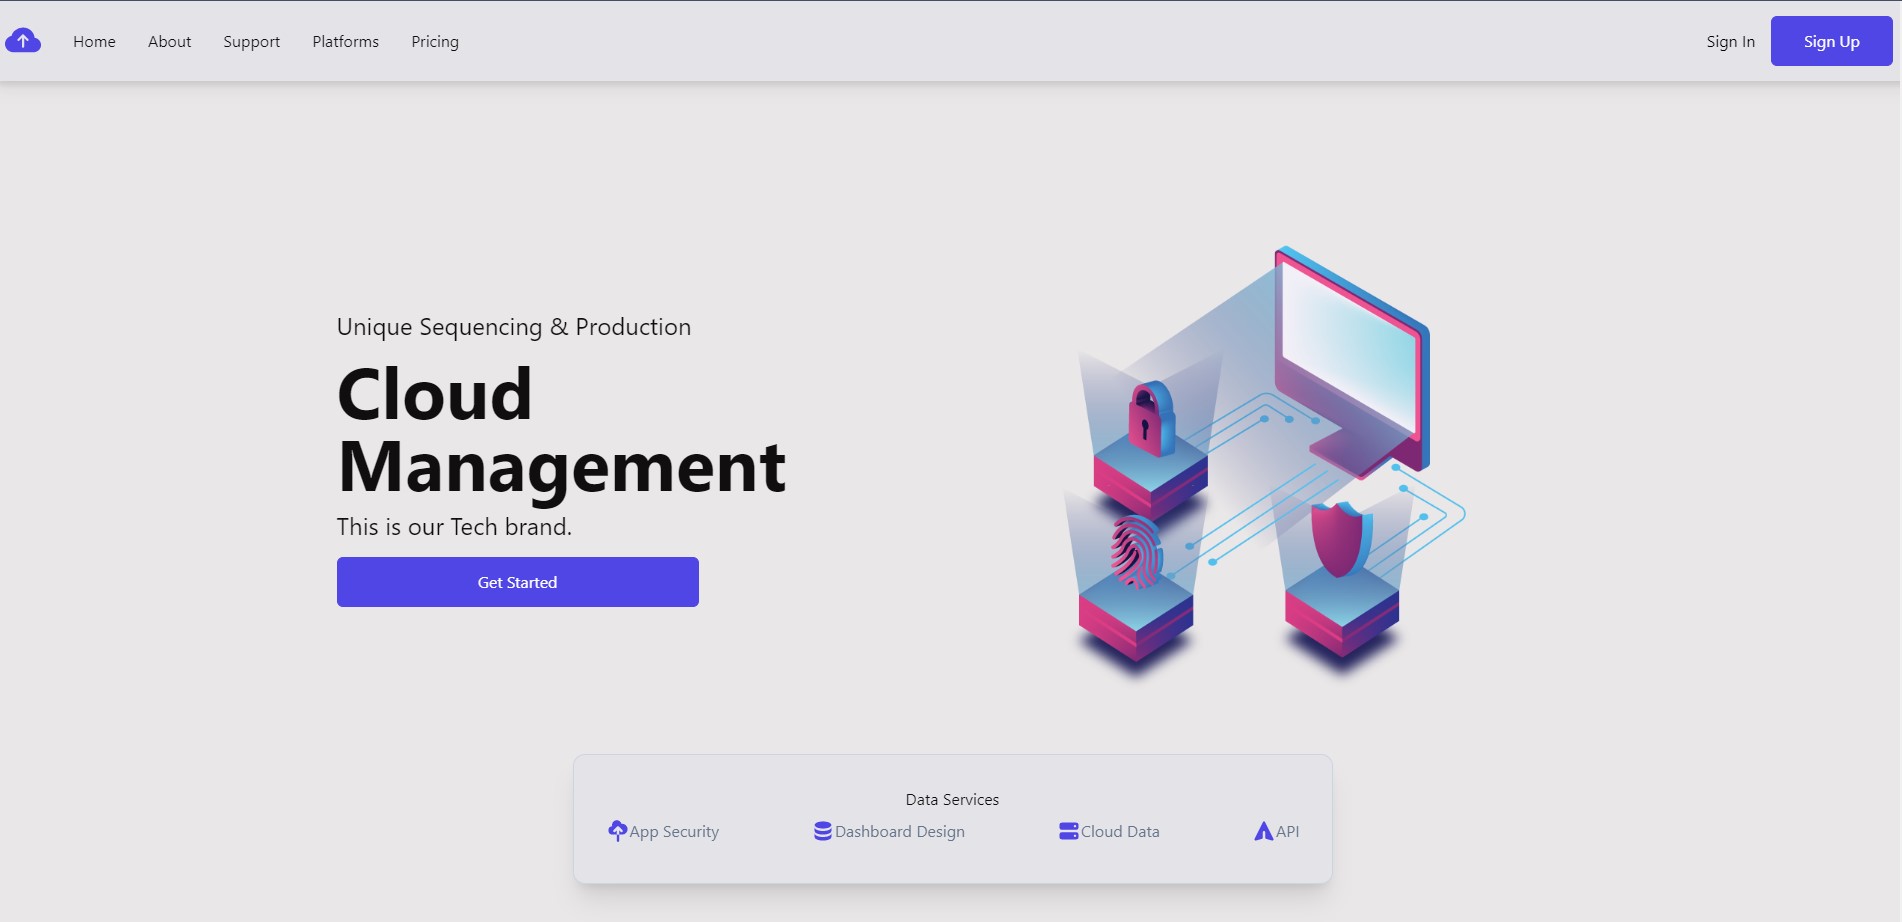 Home About Support Platforms Pricing Sign In Sign Up
Unique Sequencing & Production
Cloud
Management
This is our Tech brand.
Get Started
Data Services
App Security Dashboard Design Cloud Data API